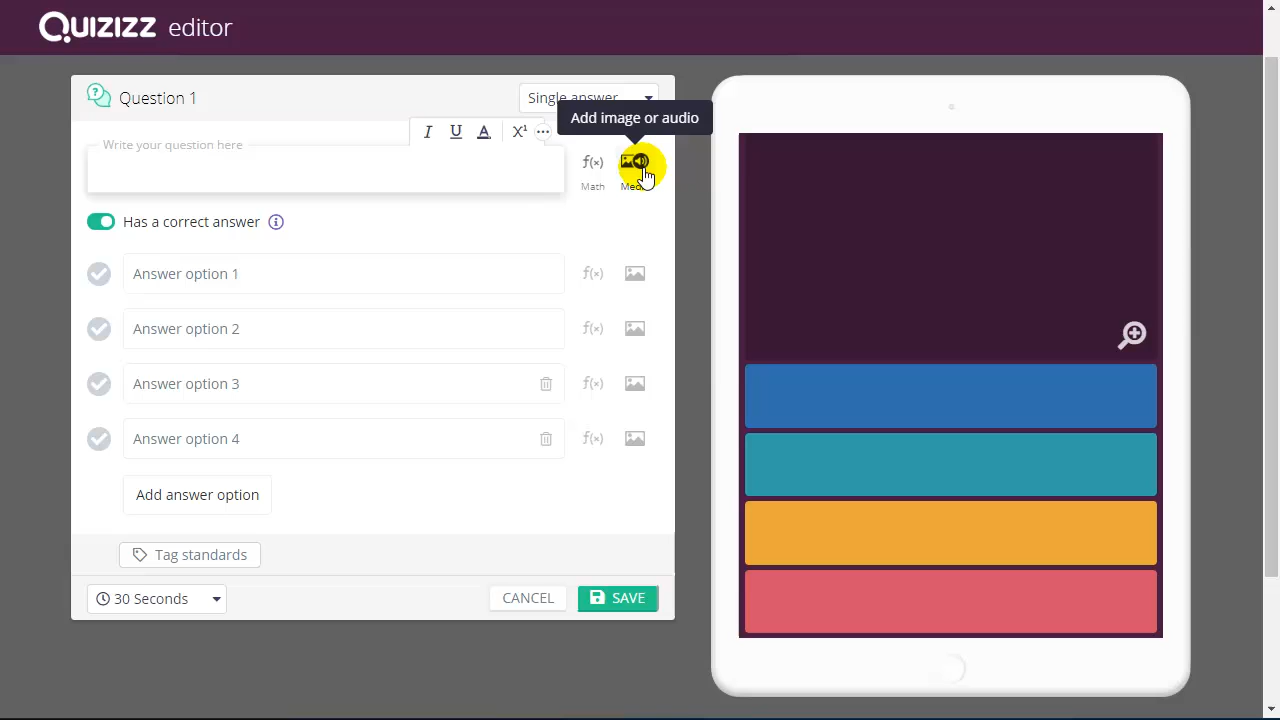 QUIZIZZ editor
Question 1
Single answer
Add image or audio
I U A X¹ ...
Write your question here
f(x)
Math
Has a correct answer
Answer option 1 f(x)
Answer option 2 f(x)
Answer option 3 f(x)
Answer option 4 f(x)
Add answer option
Tag standards
30 Seconds
CANCEL
SAVE